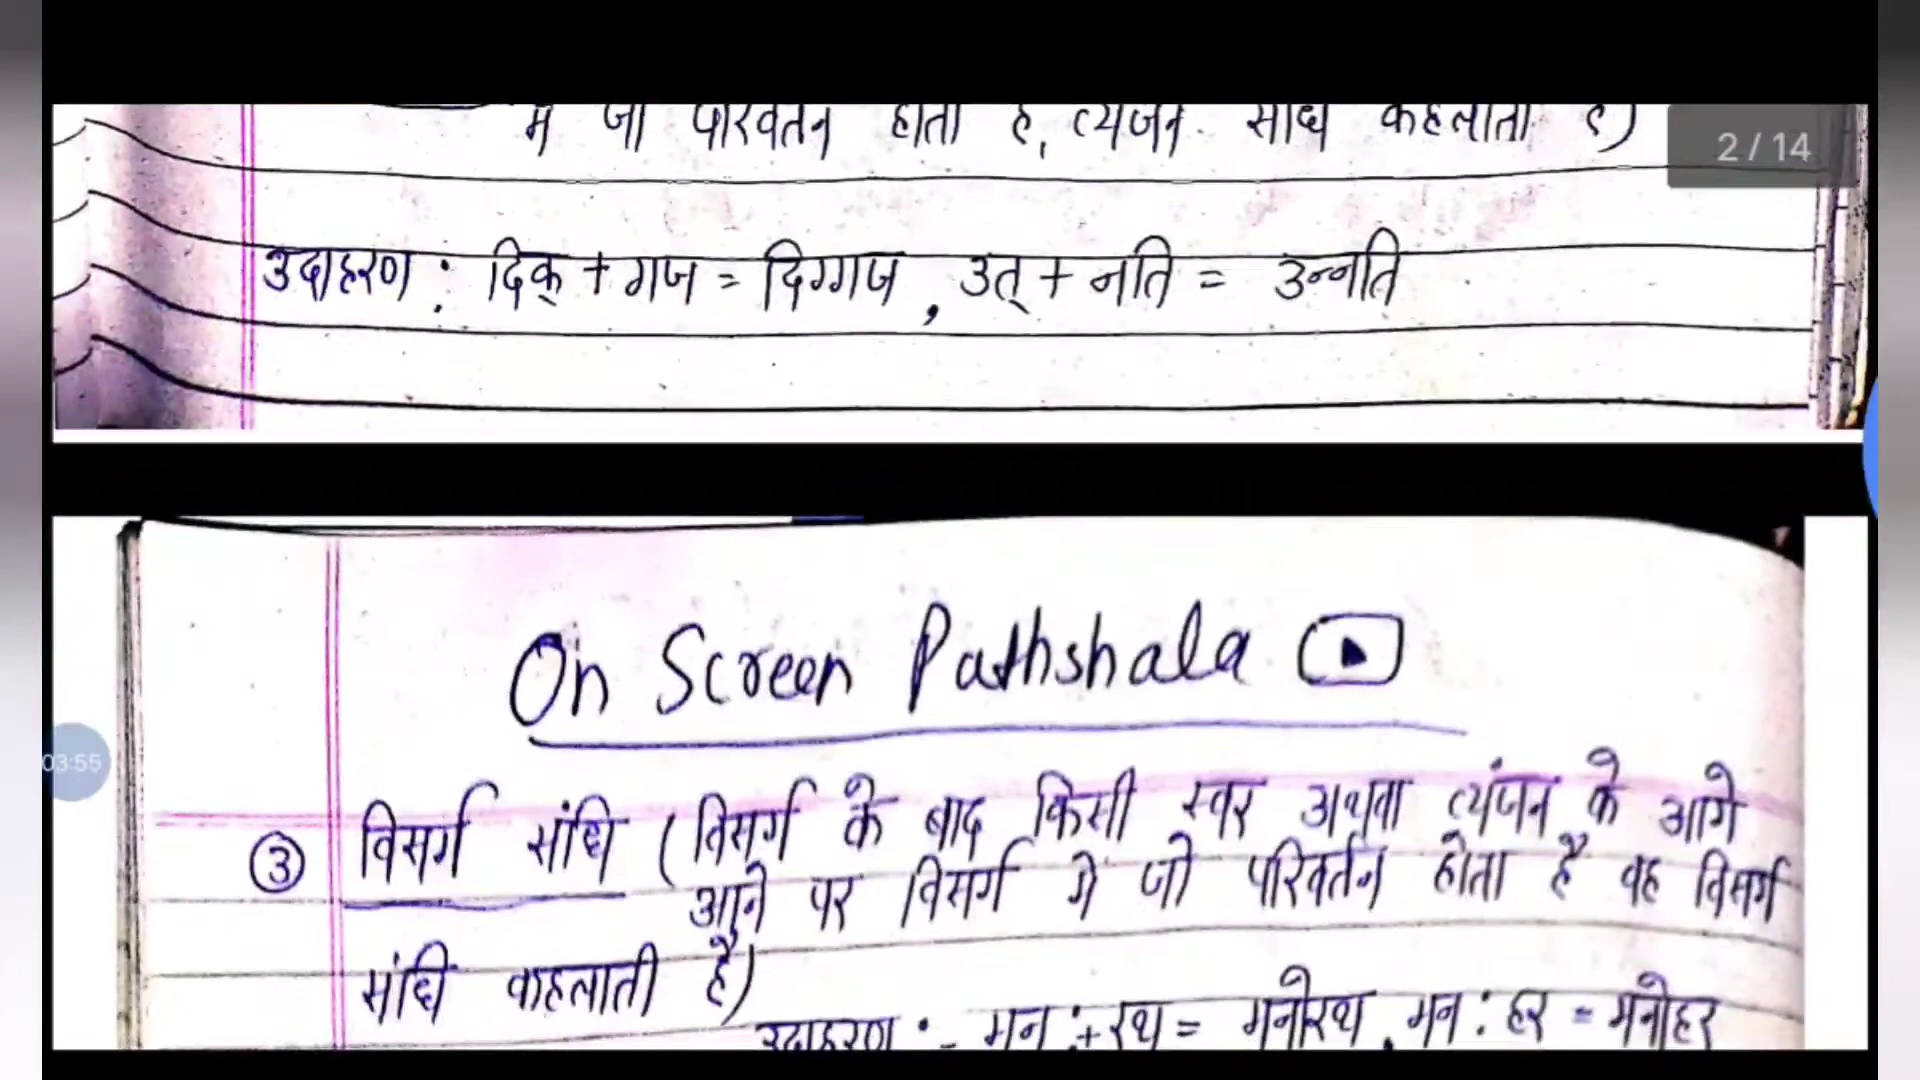 में जो परिवर्तन होता है, व्यंजन संधि कहलाता है)
2 / 14
उदाहरण : दिक् + गज = दिग्गज , उत् + नति = उन्नति
On Screen Pathshala
03:55
③ विसर्ग संधि ( विसर्ग के बाद किसी स्वर अथवा व्यंजन के आगे
आने पर विसर्ग मे जो परिवर्तन होता है वह विसर्ग
संधि कहलाती है)
उदाहरण :- मन :+ रथ = मनोरथ , मन : हर = मनोहर